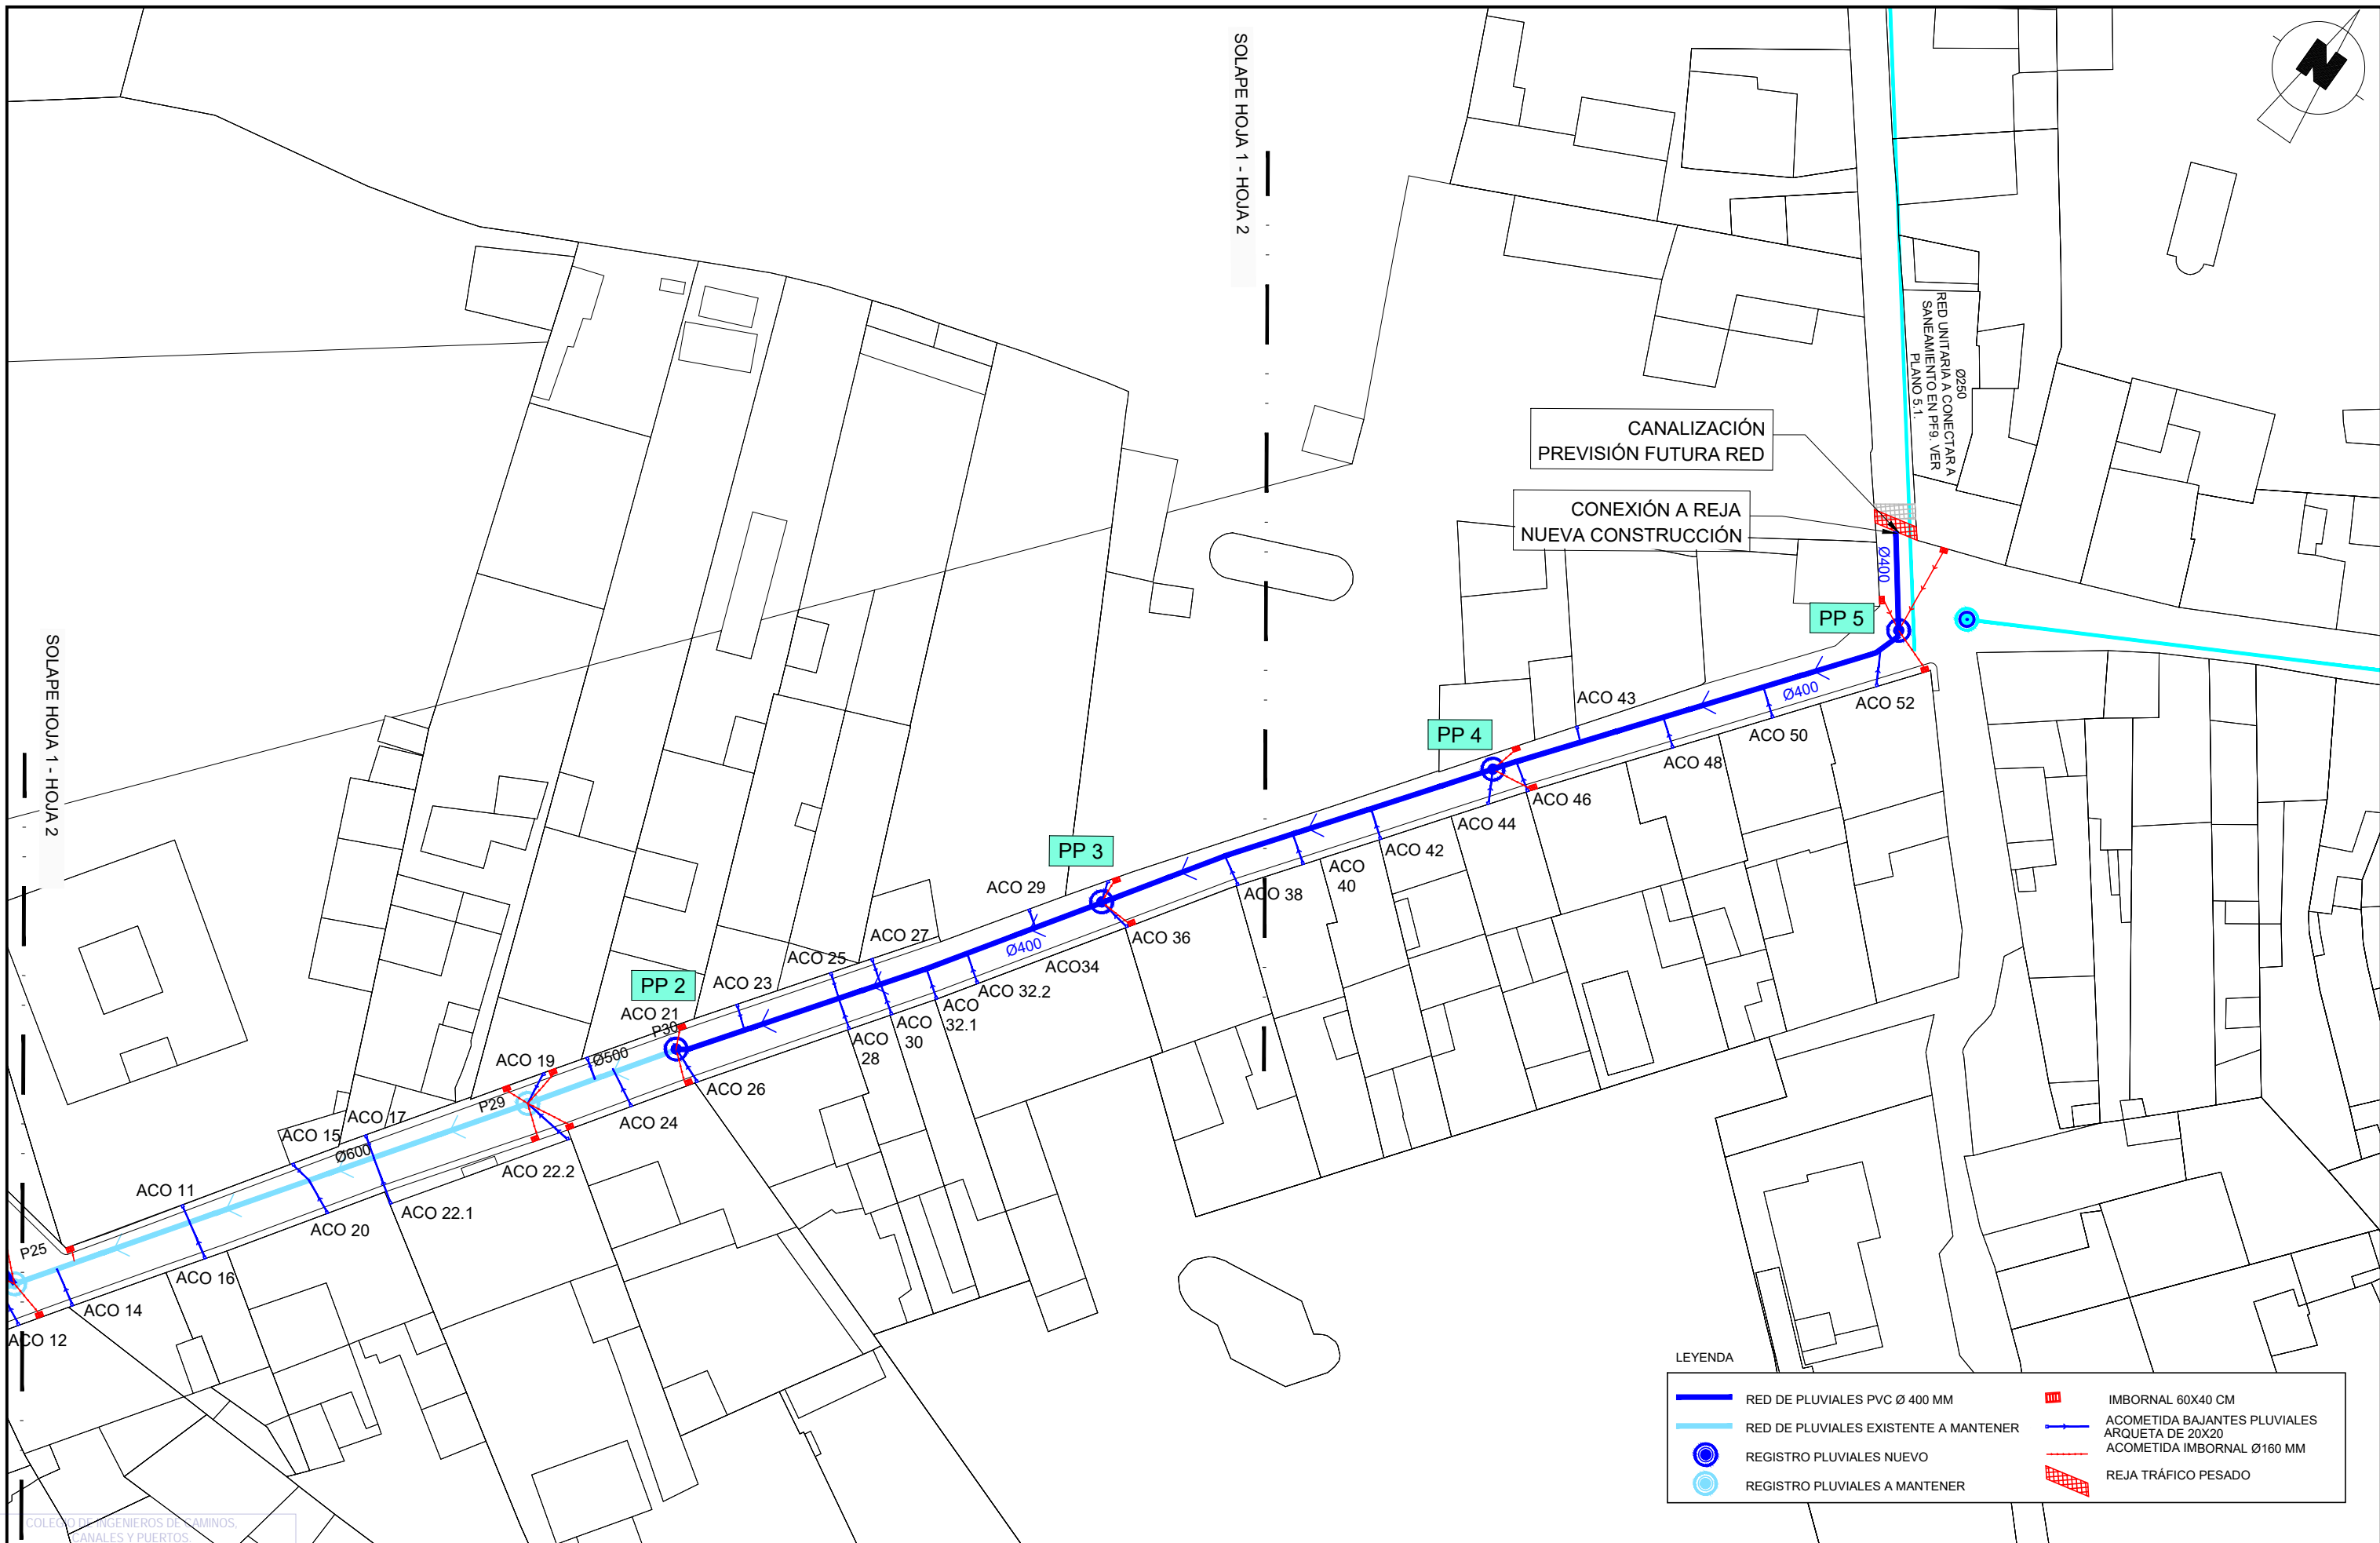 SOLAPE HOJA 1 - HOJA 2
N
CANALIZACIÓN
PREVISIÓN FUTURA RED
Ø250
RED UNITARIA A CONECTAR A
SANEAMIENTO EN PF9. VER
PLANO 5.1.
CONEXIÓN A REJA
NUEVA CONSTRUCCIÓN
Ø400
PP 5
SOLAPE HOJA 1 - HOJA 2
ACO 43
Ø400
ACO 52
PP 4
ACO 50
ACO 48
ACO 46
ACO 44
PP 3
ACO 42
ACO
40
ACO 29
ACO 38
ACO 27
ACO 36
Ø400
ACO 25
ACO34
PP 2
ACO 23
ACO 32.2
ACO 21
ACO
32.1
P30
ACO
30
ACO
28
ACO 19
Ø500
ACO 26
P29
ACO 24
ACO 17
ACO 15
Ø600
ACO 22.2
ACO 11
ACO 22.1
ACO 20
P25
ACO 16
ACO 14
ACO 12
LEYENDA
RED DE PLUVIALES PVC Ø 400 MM
RED DE PLUVIALES EXISTENTE A MANTENER
REGISTRO PLUVIALES NUEVO
REGISTRO PLUVIALES A MANTENER
IMBORNAL 60X40 CM
ACOMETIDA BAJANTES PLUVIALES
ARQUETA DE 20X20
ACOMETIDA IMBORNAL Ø160 MM
REJA TRÁFICO PESADO
COLEGIO DE INGENIEROS DE CAMINOS,
CANALES Y PUERTOS.